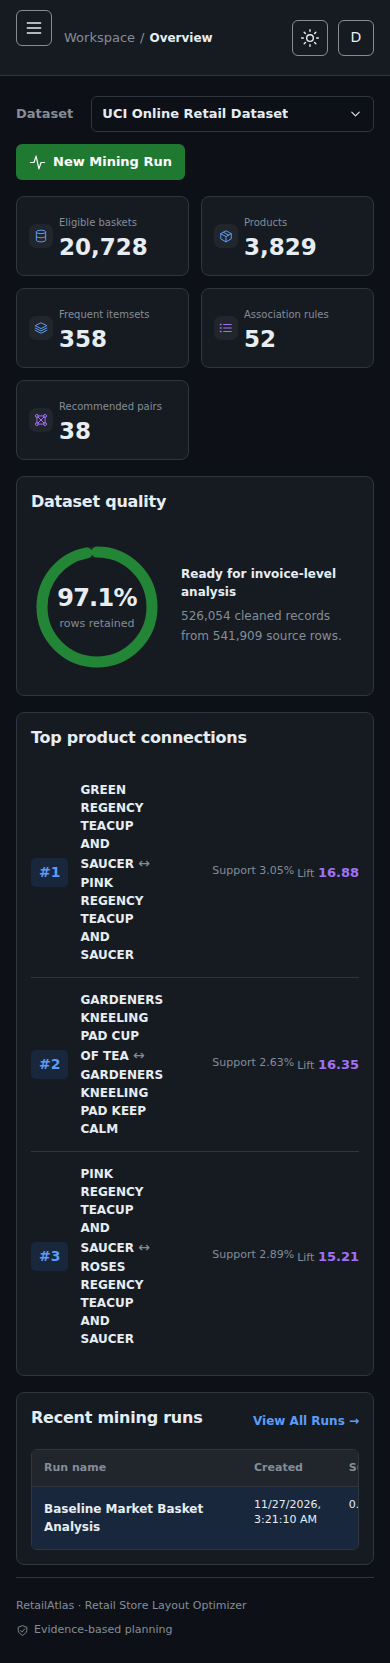 Workspace / Overview
D
Dataset
UCI Online Retail Dataset
New Mining Run
Eligible baskets
20,728
Products
3,829
Frequent itemsets
358
Association rules
52
Recommended pairs
38
Dataset quality
97.1%
rows retained
Ready for invoice-level
analysis
526,054 cleaned records
from 541,909 source rows.
Top product connections
#1
GREEN
REGENCY
TEACUP
AND
SAUCER ↔
PINK
REGENCY
TEACUP
AND
SAUCER
Support 3.05% Lift 16.88
#2
GARDENERS
KNEELING
PAD CUP
OF TEA ↔
GARDENERS
KNEELING
PAD KEEP
CALM
Support 2.63% Lift 16.35
#3
PINK
REGENCY
TEACUP
AND
SAUCER ↔
ROSES
REGENCY
TEACUP
AND
SAUCER
Support 2.89% Lift 15.21
Recent mining runs
View All Runs →
Run name Created
Baseline Market Basket
Analysis
11/27/2026,
3:21:10 AM
0.
RetailAtlas · Retail Store Layout Optimizer
Evidence-based planning